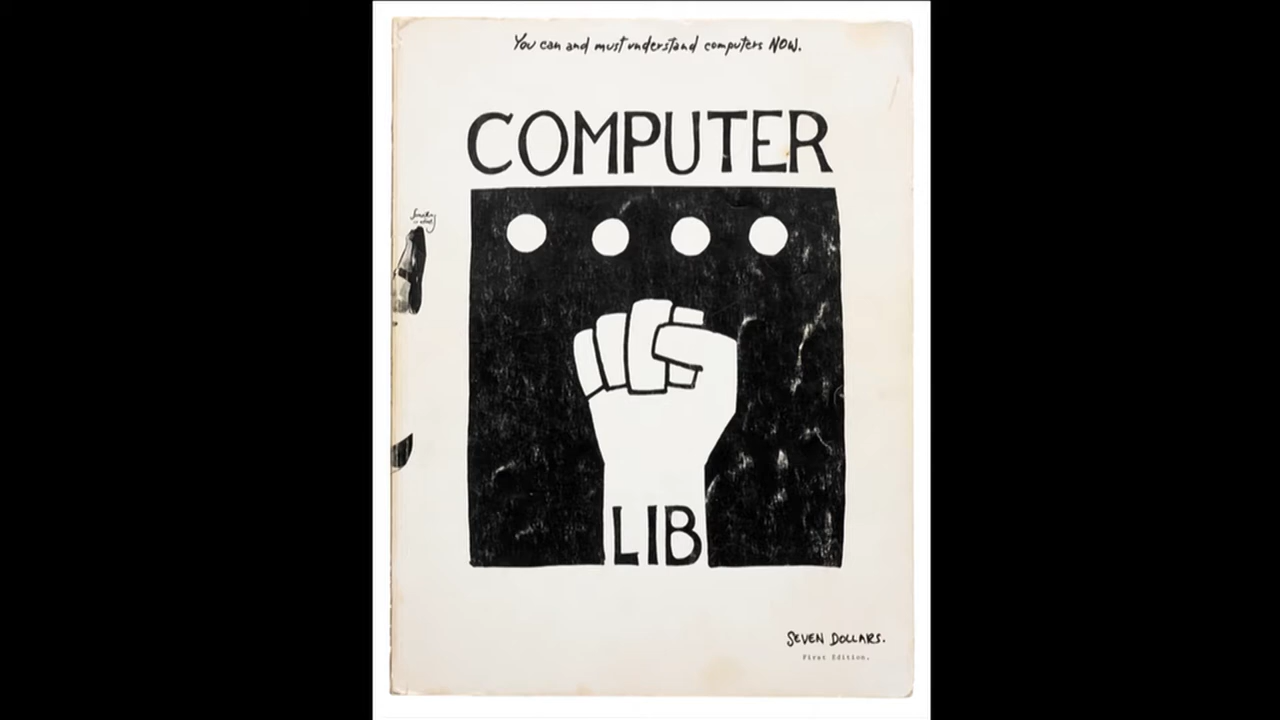 You can and must understand computers NOW.
COMPUTER
LIB
SEVEN DOLLARS.
First Edition.